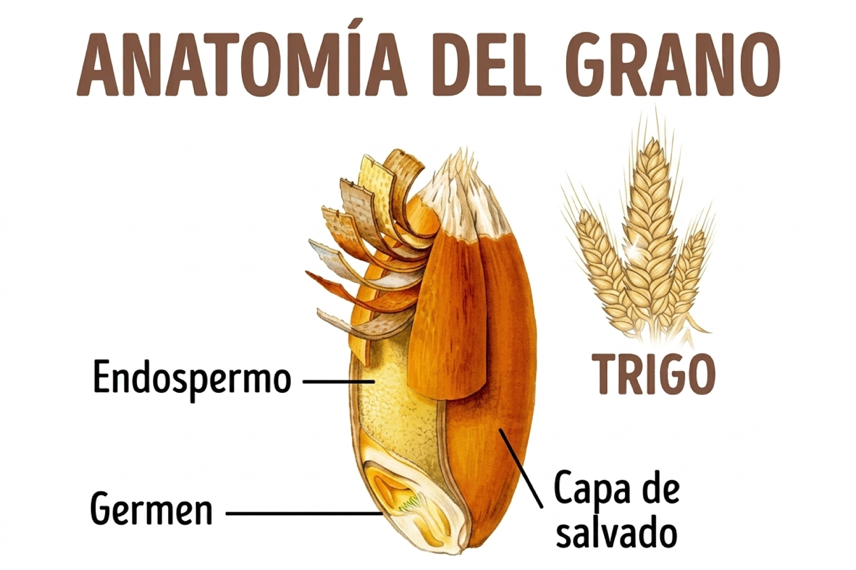 ANATOMÍA DEL GRANO
TRIGO
Endospermo
Germen
Capa de
salvado